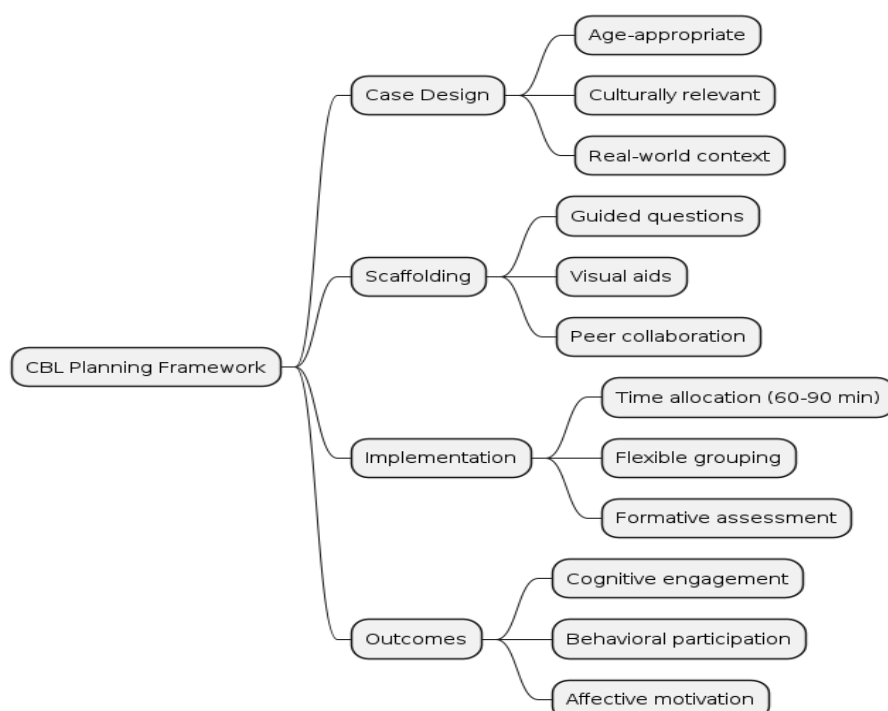 CBL Planning Framework
Case Design
Age-appropriate
Culturally relevant
Real-world context
Scaffolding
Guided questions
Visual aids
Peer collaboration
Implementation
Time allocation (60-90 min)
Flexible grouping
Formative assessment
Outcomes
Cognitive engagement
Behavioral participation
Affective motivation